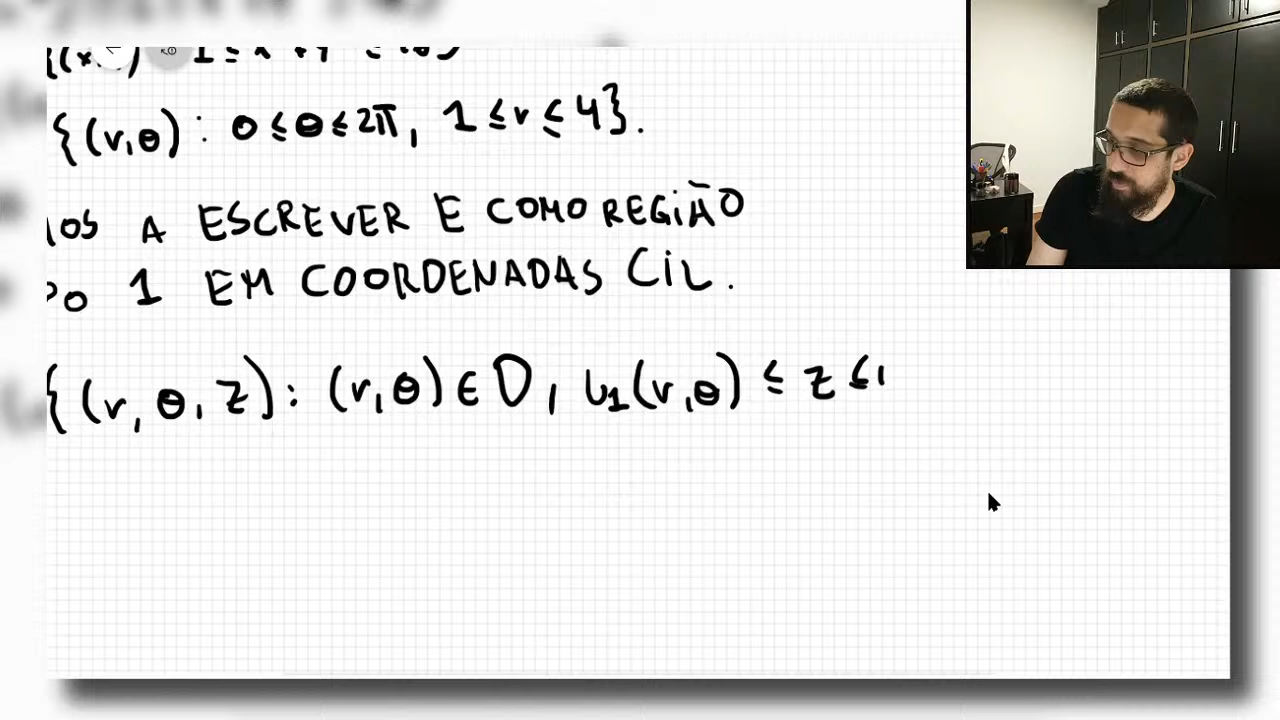 {(r,θ): 0 ≤ θ ≤ 2π, 1 ≤ r ≤ 4}.
A ESCREVER E COMO REGIÃO
1 EM COORDENADAS CIL.
{(r, θ, z): (r,θ) ∈ D, U1(r,θ) ≤ z ≤